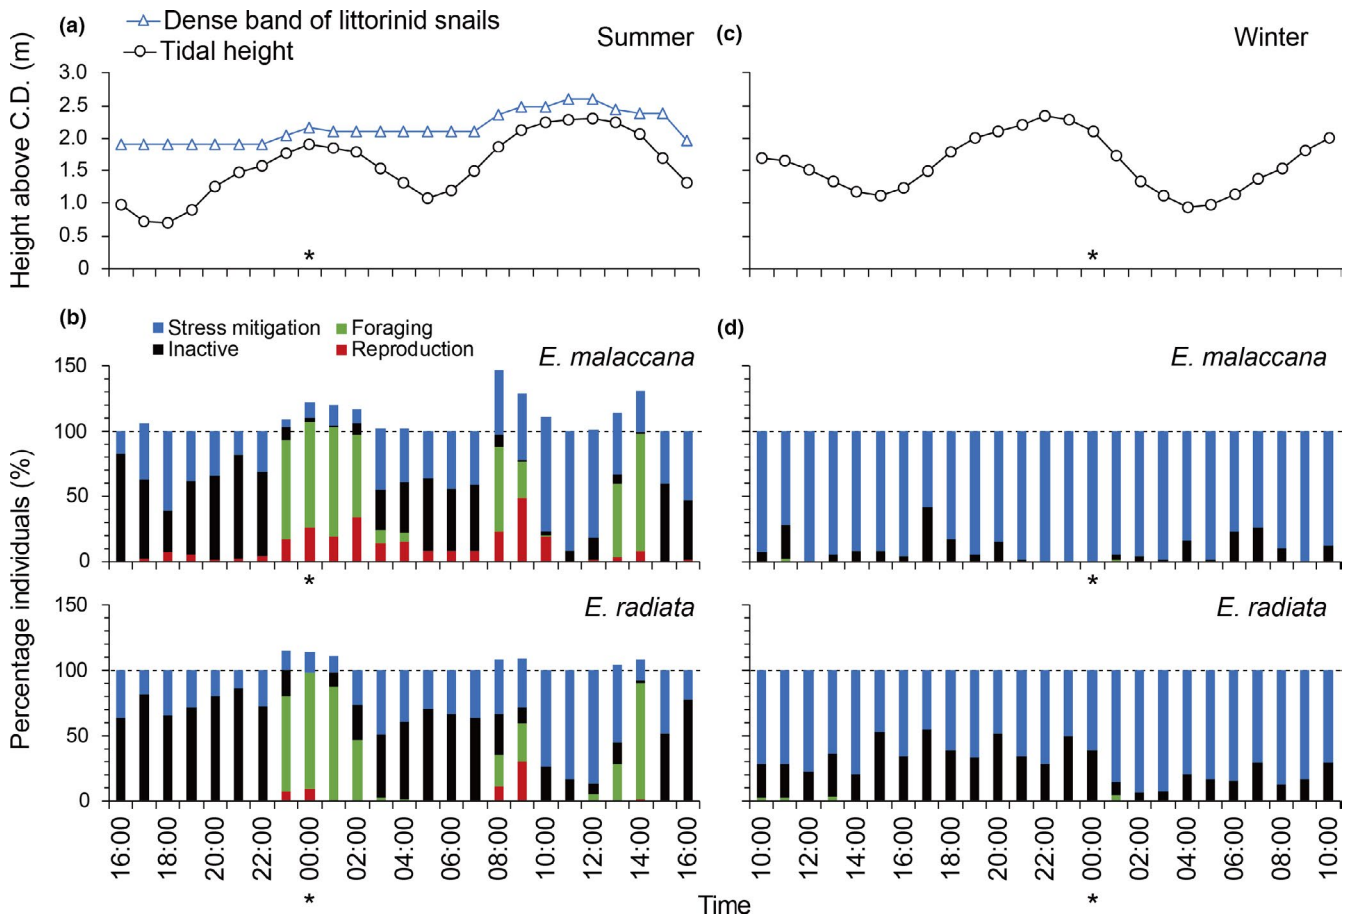 (a)
Dense band of littorinid snails
Tidal height
Summer
(c)
Winter
Height above C.D. (m)
3.0
2.5
2.0
1.5
1.0
0.5
0
*
*
(b)
Stress mitigation
Foraging
Inactive
Reproduction
E. malaccana
(d)
E. malaccana
Percentage individuals (%)
150
100
50
0
*
*
E. radiata
E. radiata
150
100
50
0
16:00
18:00
20:00
22:00
00:00
02:00
04:00
06:00
08:00
10:00
12:00
14:00
16:00
10:00
12:00
14:00
16:00
18:00
20:00
22:00
00:00
02:00
04:00
06:00
08:00
10:00
*
Time
*